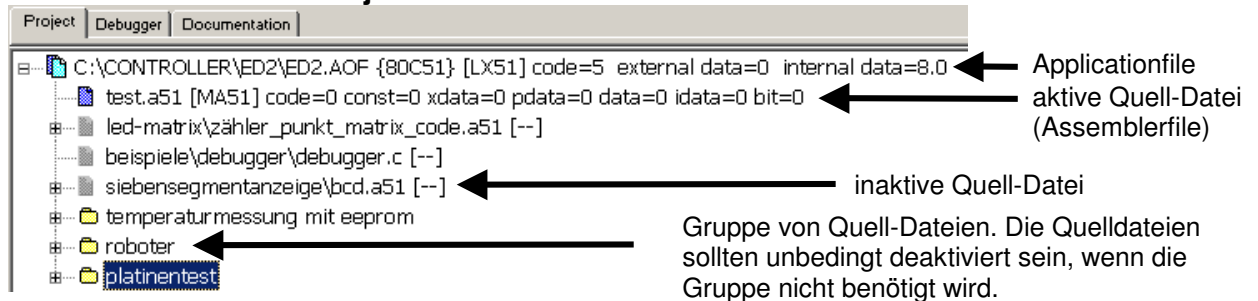 Project Debugger Documentation
C:\CONTROLLER\ED2\ED2.AOF {80C51} [LX51] code=5 external data=0 internal data=8.0
Applicationfile
test.a51 [MA51] code=0 const=0 xdata=0 pdata=0 data=0 idata=0 bit=0
aktive Quell-Datei
(Assemblerfile)
led-matrix\zähler_punkt_matrix_code.a51 [--]
beispiele\debugger\debugger.c [--]
siebensegmentanzeige\bcd.a51 [--]
inaktive Quell-Datei
temperaturmessung mit eeprom
roboter
platinentest
Gruppe von Quell-Dateien. Die Quelldateien
sollten unbedingt deaktiviert sein, wenn die
Gruppe nicht benötigt wird.